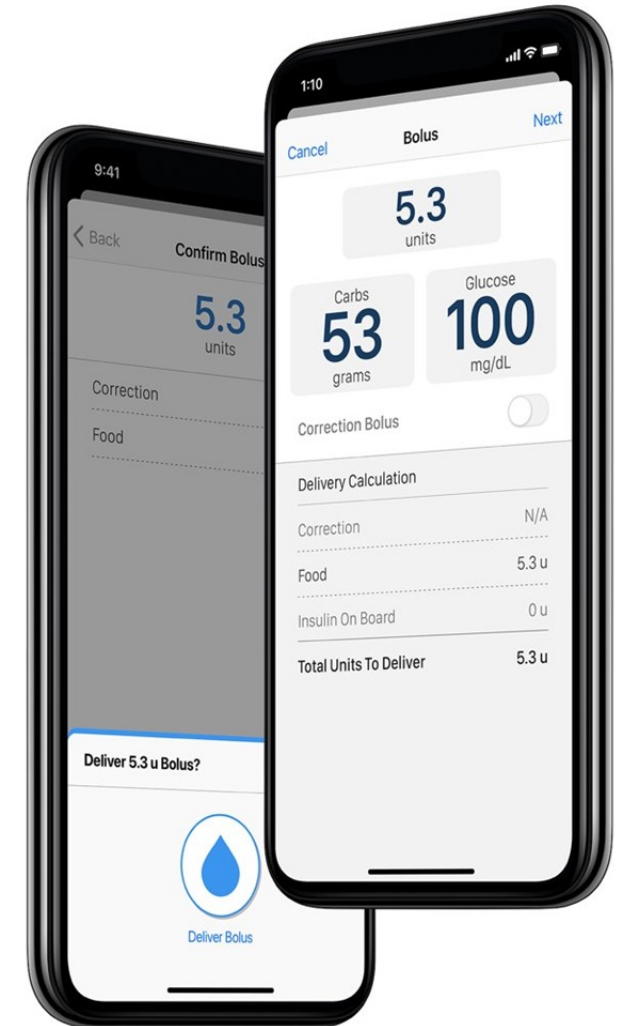 9:41
Back
Confirm Bolus
5.3
units
Correction
Food
Deliver 5.3 u Bolus?
Deliver Bolus
1:10
Cancel Bolus Next
5.3
units
Carbs
53
grams
Glucose
100
mg/dL
Correction Bolus
Delivery Calculation
Correction N/A
Food 5.3 u
Insulin On Board 0 u
Total Units To Deliver 5.3 u